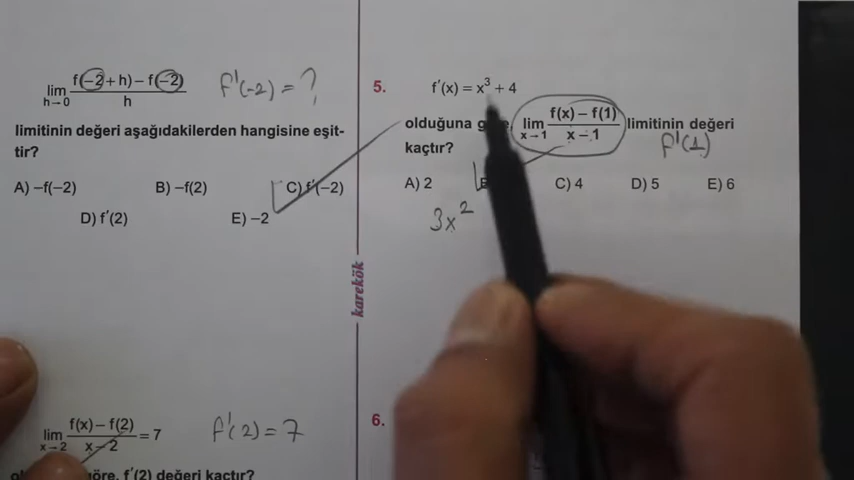 lim h→0 f(-2 + h) – f(-2) / h
f'(-2) = ?
limitinin değeri aşağıdakilerden hangisine eşit-
tir?
A) –f(-2) B) –f(2) C) f'(-2)
D) f'(2) E) –2
lim x→2 f(x) – f(2) / x – 2 = 7
f'(2) = 7
göre, f'(2) değeri kaçtır?
karekök
5. f'(x) = x³ + 4
olduğuna lim x→1 f(x) – f(1) / x – 1 limitinin değeri
f'(1)
kaçtır?
A) 2 C) 4 D) 5 E) 6
3x²
6.